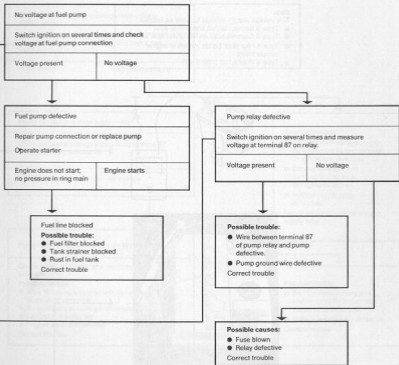 No voltage at fuel pump
Switch ignition on several times and check
voltage at fuel pump connection
Voltage present
No voltage
Fuel pump defective
Repair pump connection or replace pump
Operate starter
Engine does not start;
no pressure in ring main
Engine starts
Fuel line blocked
Possible trouble:
● Fuel filter blocked
● Tank strainer blocked
● Rust in fuel tank
Correct trouble
Pump relay defective
Switch ignition on several times and measure
voltage at terminal 87 on relay.
Voltage present
No voltage
Possible trouble:
● Wire between terminal 87
of pump relay and pump
defective.
● Pump ground wire defective
Correct trouble
Possible causes:
● Fuse blown
● Relay defective
Correct trouble